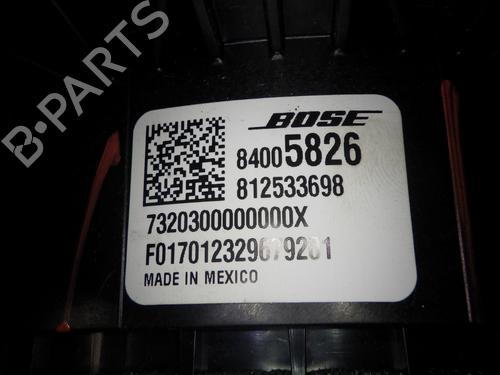 BOSE
84005826
812533698
7320300000000X
F017012329679201
MADE IN MEXICO
B-PARTS